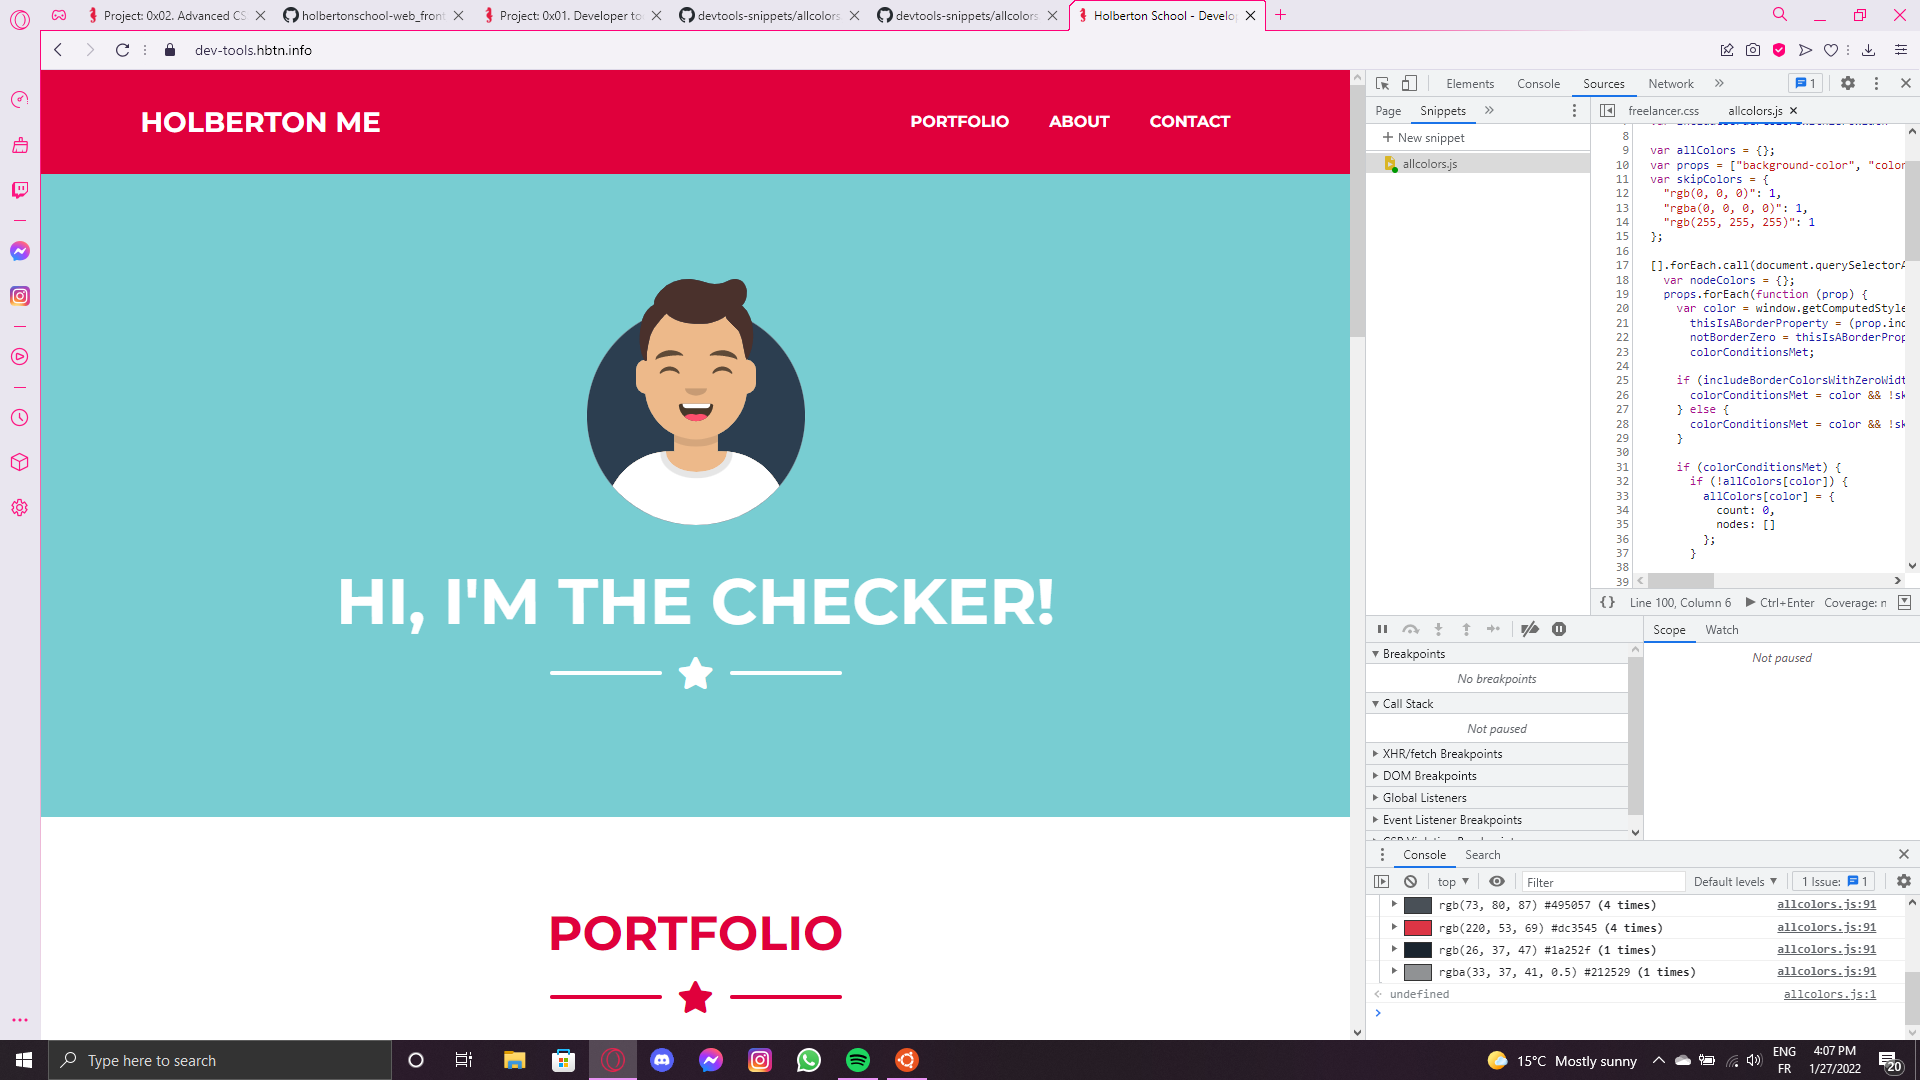 Project: 0x02. Advanced CS
holbertonschool-web_front
Project: 0x01. Developer to
devtools-snippets/allcolors
devtools-snippets/allcolors
Holberton School - Develo
dev-tools.hbtn.info
HOLBERTON ME
PORTFOLIO ABOUT CONTACT
HI, I'M THE CHECKER!
PORTFOLIO
Elements Console Sources Network 1
Page Snippets
freelancer.css allcolors.js
New snippet
allcolors.js
8
9 var allColors = {};
10 var props = ["background-color", "color
11 var skipColors = {
12 "rgb(0, 0, 0)": 1,
13 "rgba(0, 0, 0, 0)": 1,
14 "rgb(255, 255, 255)": 1
15 };
16
17 [].forEach.call(document.querySelectorA
18 var nodeColors = {};
19 props.forEach(function (prop) {
20 var color = window.getComputedStyle
21 thisIsABorderProperty = (prop.ind
22 notBorderZero = thisIsABorderProp
23 colorConditionsMet;
24
25 if (includeBorderColorsWithZeroWidt
26 colorConditionsMet = color && !sk
27 } else {
28 colorConditionsMet = color && !sk
29 }
30
31 if (colorConditionsMet) {
32 if (!allColors[color]) {
33 allColors[color] = {
34 count: 0,
35 nodes: []
36 };
37 }
38
39
{} Line 100, Column 6 Ctrl+Enter Coverage: n
Scope Watch
Not paused
Breakpoints
No breakpoints
Call Stack
Not paused
XHR/fetch Breakpoints
DOM Breakpoints
Global Listeners
Event Listener Breakpoints
Console Search
top Filter Default levels 1 Issue: 1
rgb(73, 80, 87) #495057 (4 times) allcolors.js:91
rgb(220, 53, 69) #dc3545 (4 times) allcolors.js:91
rgb(26, 37, 47) #1a252f (1 times) allcolors.js:91
rgba(33, 37, 41, 0.5) #212529 (1 times) allcolors.js:91
undefined allcolors.js:1
Type here to search
15°C Mostly sunny
ENG
FR
4:07 PM
1/27/2022
20